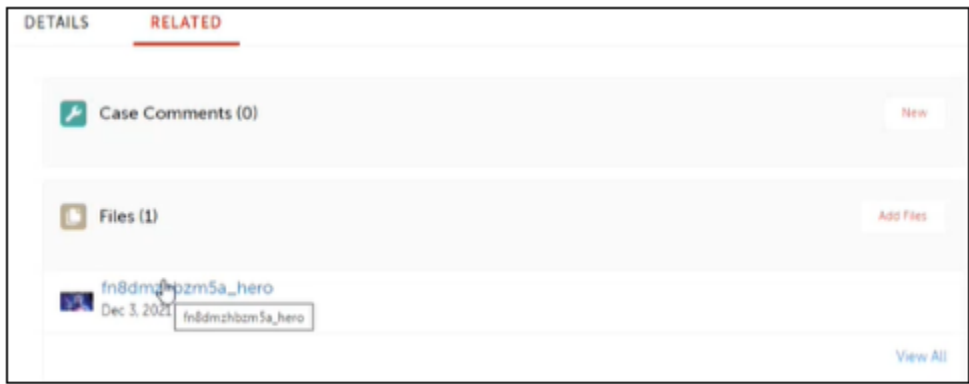 DETAILS RELATED
Case Comments (0) New
Files (1) Add Files
fn8dmzhbzm5a_hero
Dec 3, 2021
fn8dmzhbzm5a_hero
View All